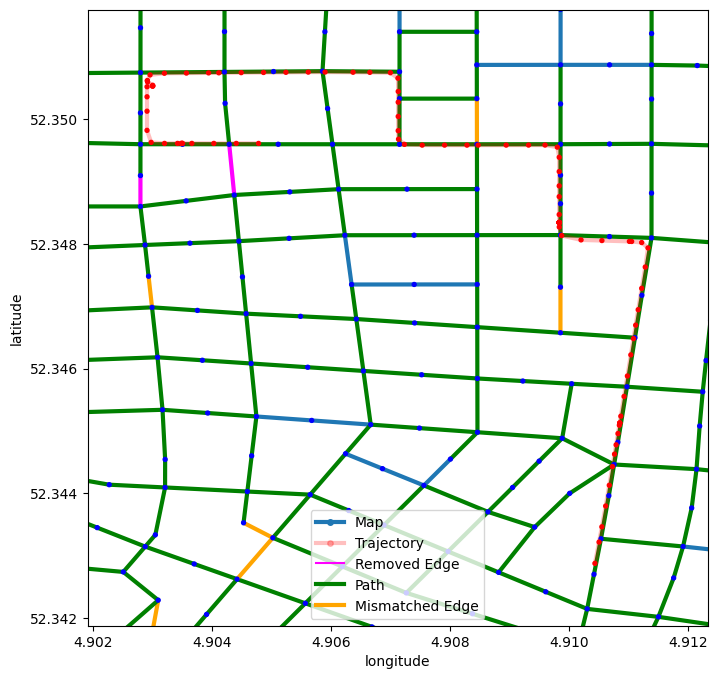 52.350
52.348
52.346
52.344
52.342
latitude
4.902 4.904 4.906 4.908 4.910 4.912
longitude
Map
Trajectory
Removed Edge
Path
Mismatched Edge